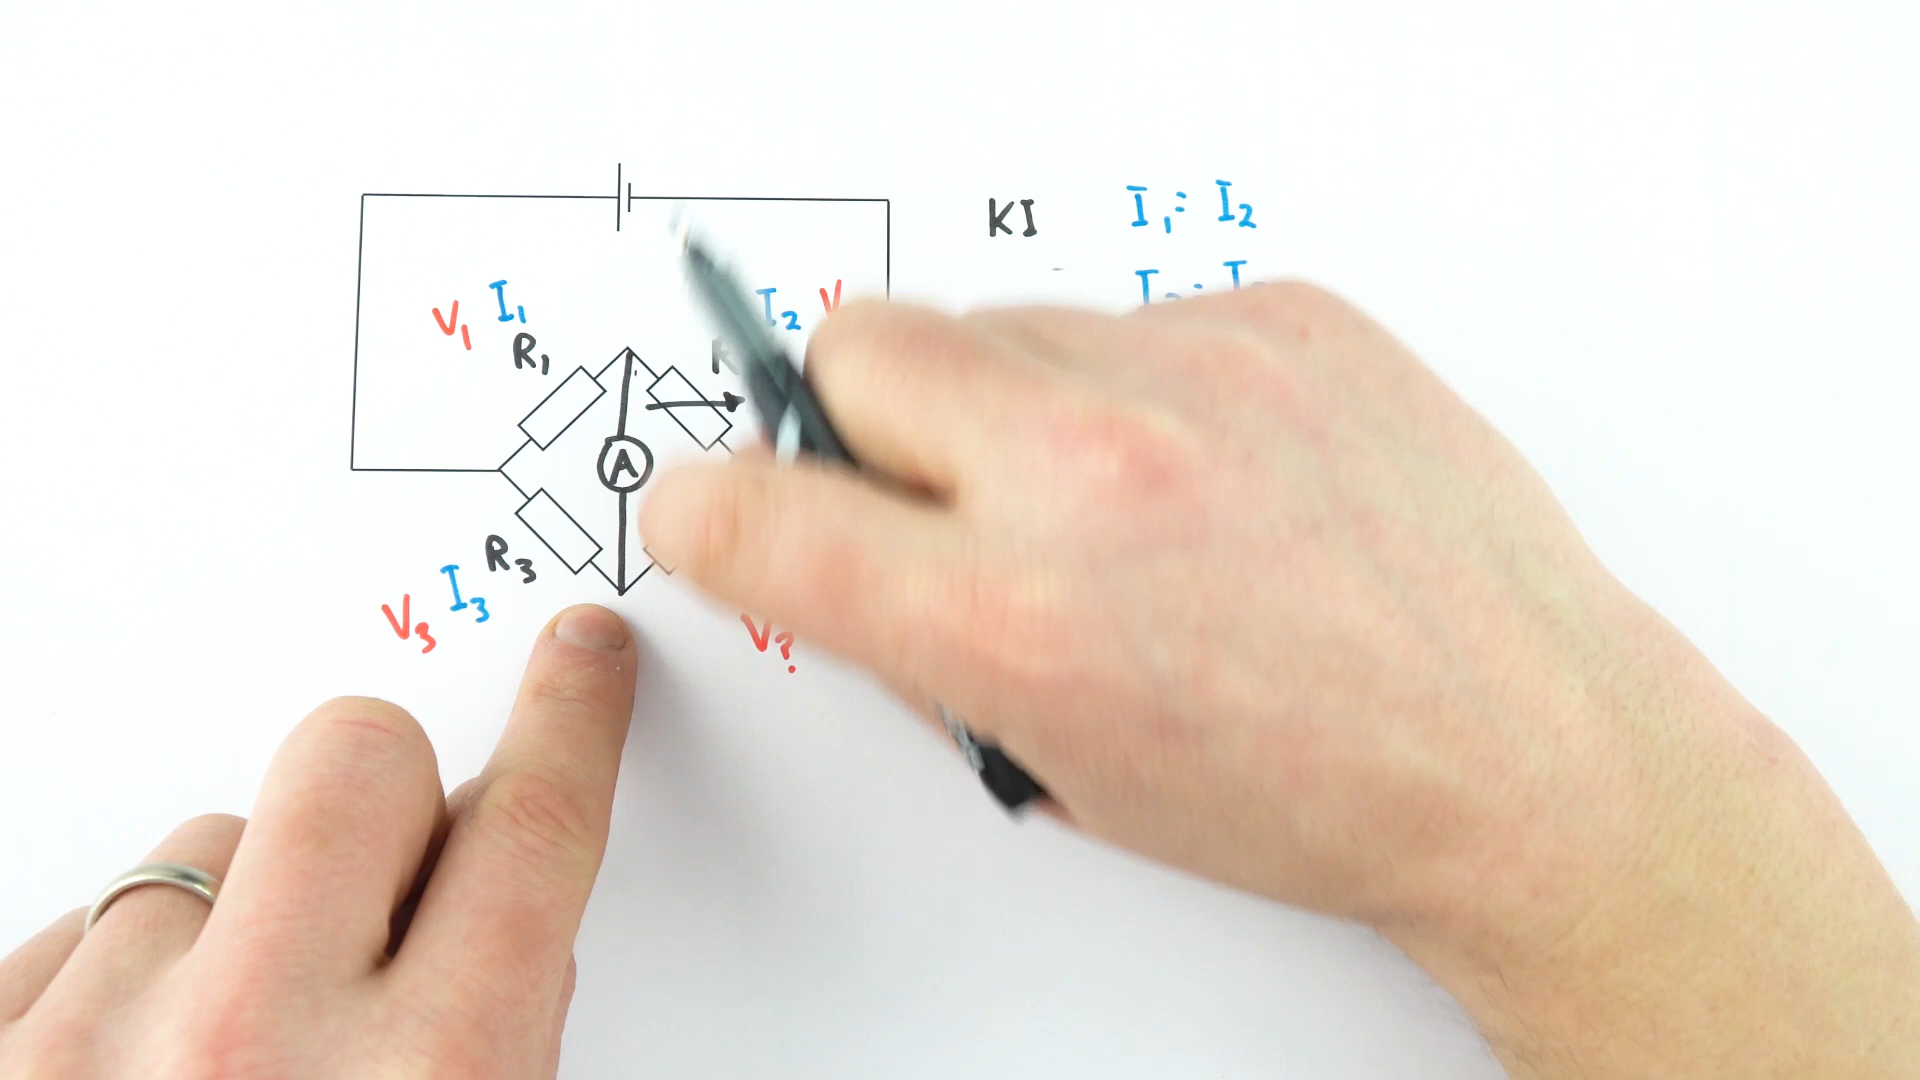 KI I₁ = I₂
V₁ I₁
I₂ V
R₁
A
R₃
V₃ I₃
V?